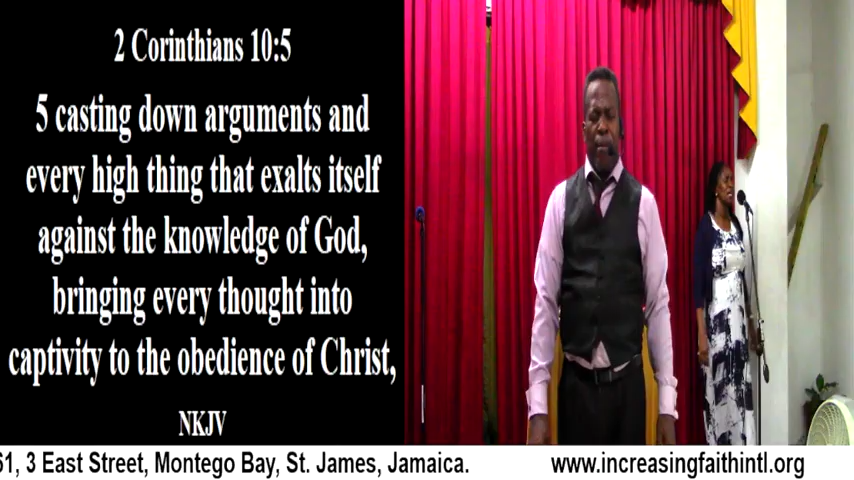 2 Corinthians 10:5
5 casting down arguments and
every high thing that exalts itself
against the knowledge of God,
bringing every thought into
captivity to the obedience of Christ,
NKJV
61, 3 East Street, Montego Bay, St. James, Jamaica. www.increasingfaithintl.org